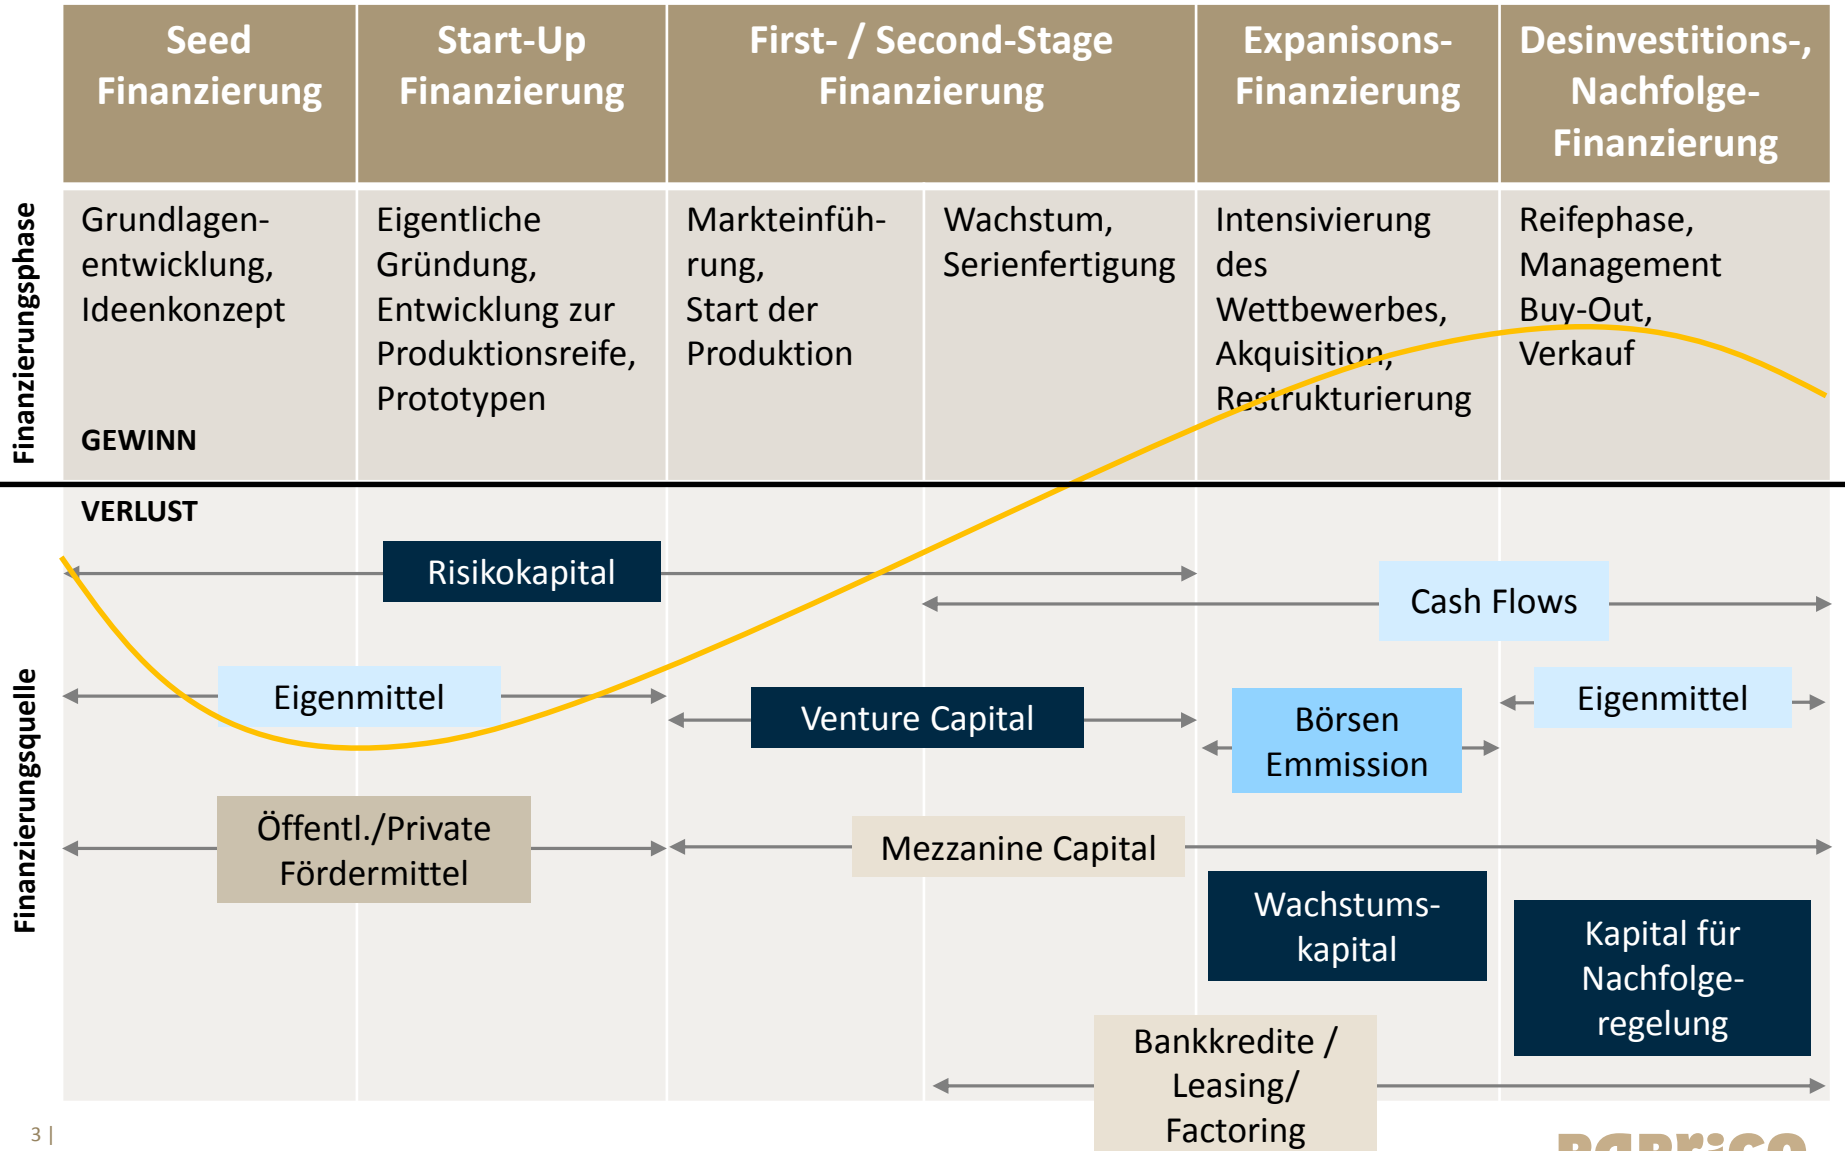 Seed
Finanzierung
Start-Up
Finanzierung
First- / Second-Stage
Finanzierung
Expanisons-
Finanzierung
Desinvestitions-,
Nachfolge-
Finanzierung
Finanzierungsphase
Grundlagen-
entwicklung,
Ideenkonzept
Eigentliche
Gründung,
Entwicklung zur
Produktionsreife,
Prototypen
Markteinfüh-
rung,
Start der
Produktion
Wachstum,
Serienfertigung
Intensivierung
des
Wettbewerbes,
Akquisition,
Restrukturierung
Reifephase,
Management
Buy-Out,
Verkauf
GEWINN
VERLUST
Finanzierungsquelle
Risikokapital
Cash Flows
Eigenmittel
Venture Capital
Börsen
Emmission
Eigenmittel
Öffentl./Private
Fördermittel
Mezzanine Capital
Wachstums-
kapital
Kapital für
Nachfolge-
regelung
Bankkredite /
Leasing/
Factoring
3 |